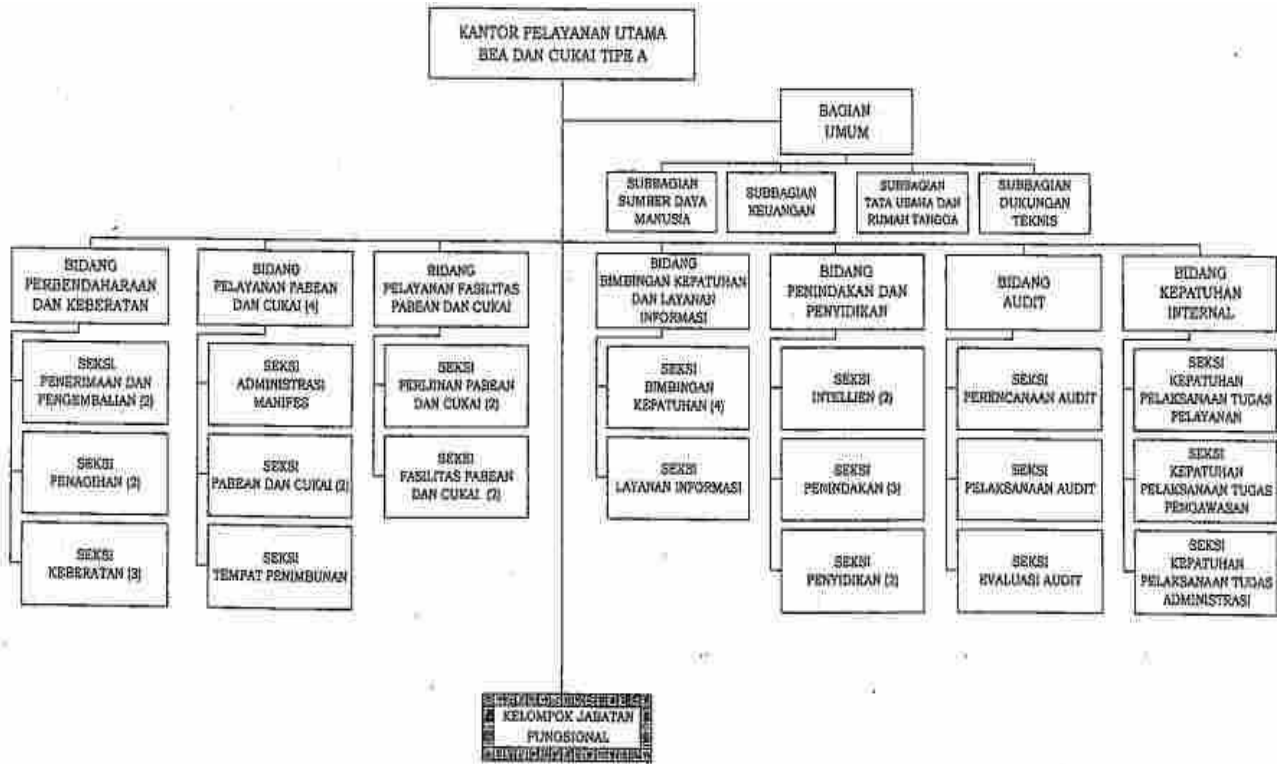 KANTOR PELAYANAN UTAMA
BEA DAN CUKAI TIPE A
BAGIAN
UMUM
SUBBAGIAN
SUMBER DAYA
MANUSIA
SUBBAGIAN
KEUANGAN
SUBBAGIAN
TATA USAHA DAN
RUMAH TANGGA
SUBBAGIAN
DUKUNGAN
TEKNIS
BIDANG
PERBENDAHARAAN
DAN KEBERATAN
SEKSI
PENERIMAAN DAN
PENGEMBALIAN (2)
SEKSI
PENAGIHAN (2)
SEKSI
KEBERATAN (3)
BIDANG
PELAYANAN PABEAN
DAN CUKAI (4)
SEKSI
ADMINISTRASI
MANIFES
SEKSI
PABEAN DAN CUKAI (3)
SEKSI
TEMPAT PENIMBUNAN
BIDANG
PELAYANAN FASILITAS
PABEAN DAN CUKAI
SEKSI
PERIJINAN PABEAN
DAN CUKAI (2)
SEKSI
FASILITAS PABEAN
DAN CUKAI (2)
BIDANG
BIMBINGAN KEPATUHAN
DAN LAYANAN
INFORMASI
SEKSI
BIMBINGAN
KEPATUHAN (4)
SEKSI
LAYANAN INFORMASI
BIDANG
PENINDAKAN DAN
PENYIDIKAN
SEKSI
INTELIJEN (2)
SEKSI
PENINDAKAN (3)
SEKSI
PENYIDIKAN (2)
BIDANG
AUDIT
SEKSI
PERENCANAAN AUDIT
SEKSI
PELAKSANAAN AUDIT
SEKSI
EVALUASI AUDIT
BIDANG
KEPATUHAN
INTERNAL
SEKSI
KEPATUHAN
PELAKSANAAN TUGAS
PELAYANAN
SEKSI
KEPATUHAN
PELAKSANAAN TUGAS
PENGAWASAN
SEKSI
KEPATUHAN
PELAKSANAAN TUGAS
ADMINISTRASI
KELOMPOK JABATAN
FUNGSIONAL